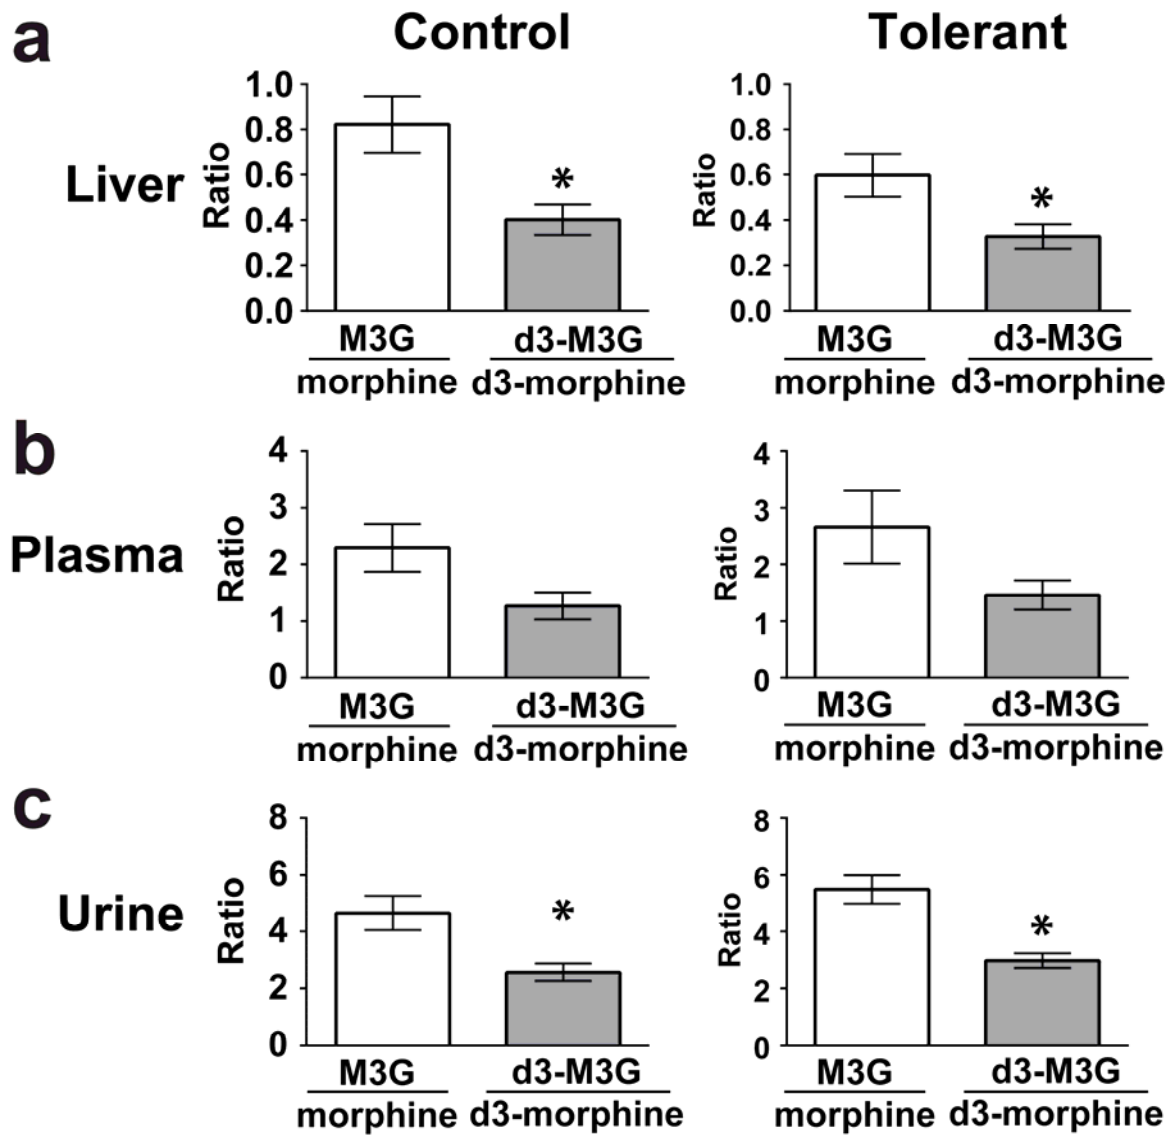 a
Control
Tolerant
Liver
Ratio
1.0
0.8
0.6
0.4
0.2
0.0
*
M3G
morphine
d3-M3G
d3-morphine
Ratio
1.0
0.8
0.6
0.4
0.2
0.0
*
M3G
morphine
d3-M3G
d3-morphine
b
Plasma
Ratio
4
3
2
1
0
M3G
morphine
d3-M3G
d3-morphine
Ratio
4
3
2
1
0
M3G
morphine
d3-M3G
d3-morphine
c
Urine
Ratio
8
6
4
2
0
*
M3G
morphine
d3-M3G
d3-morphine
Ratio
8
6
4
2
0
*
M3G
morphine
d3-M3G
d3-morphine